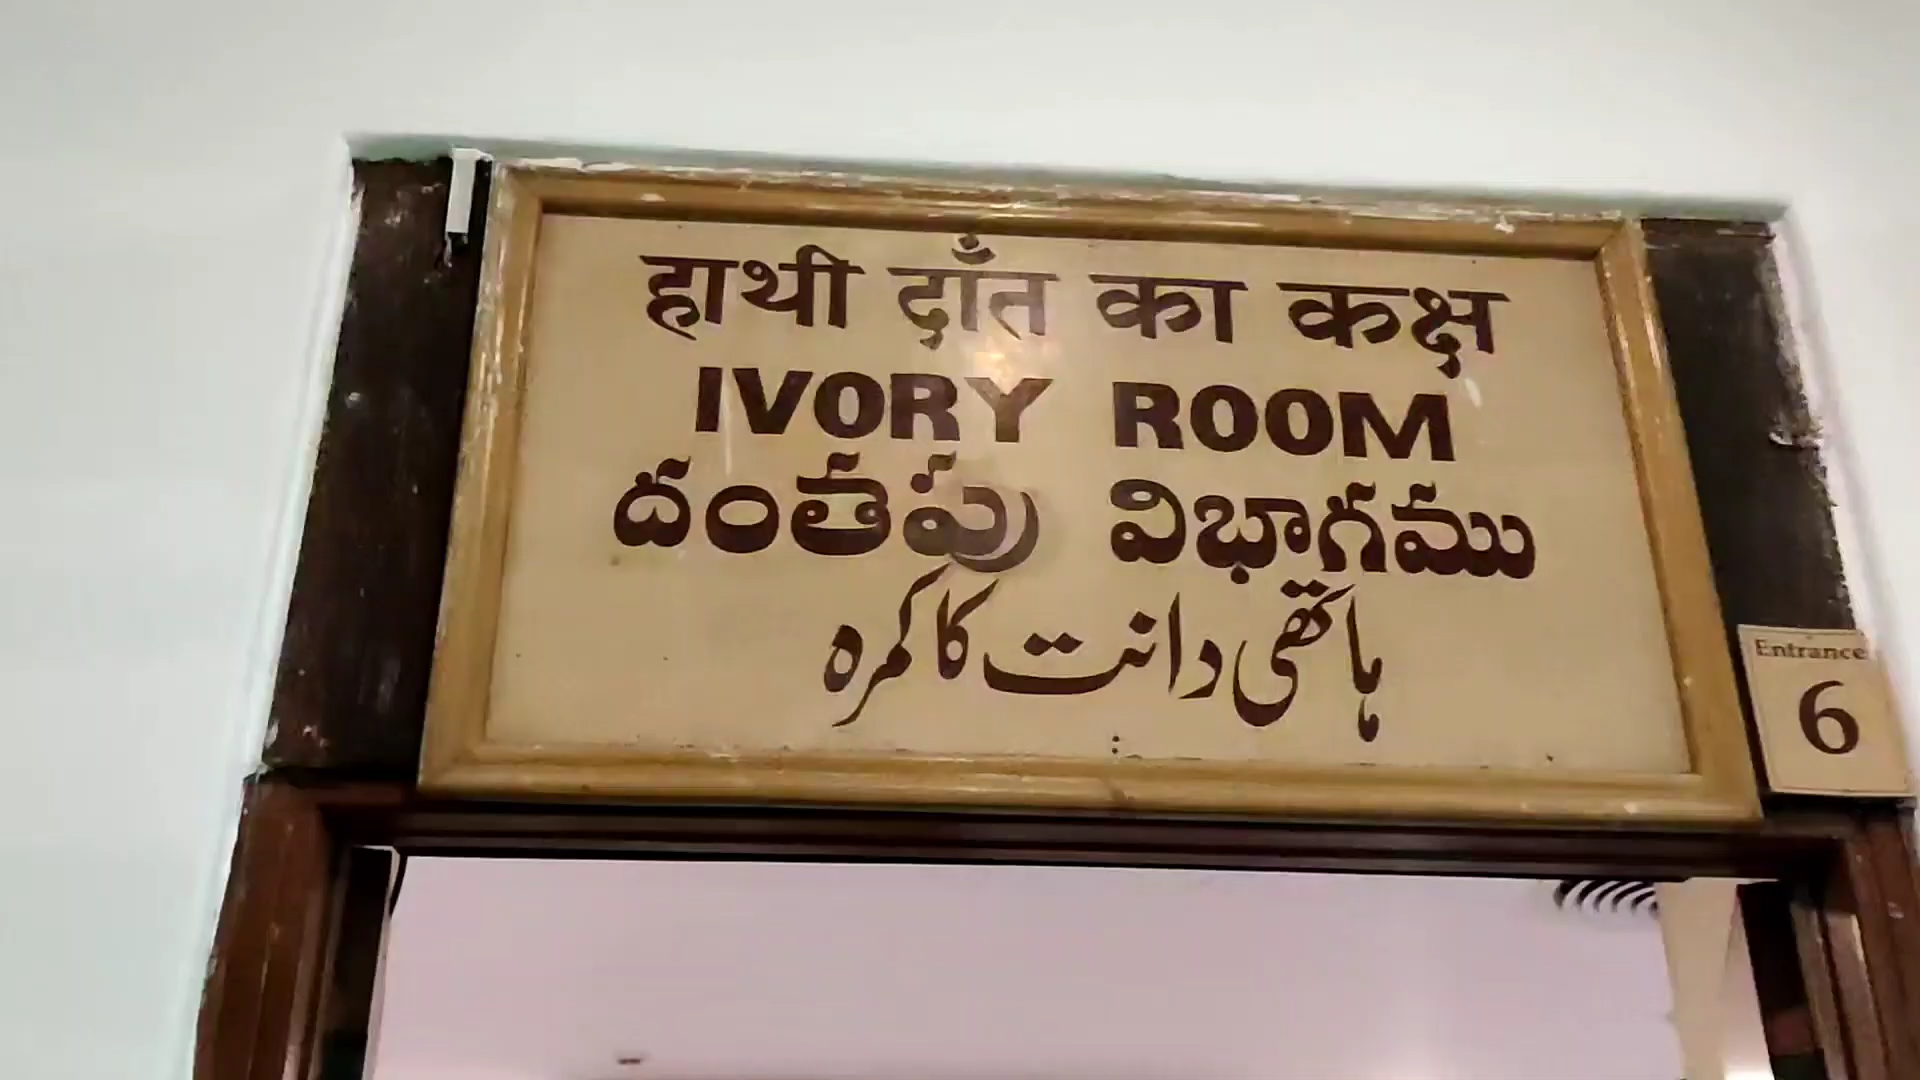 हाथी दाँत का कक्ष
IVORY ROOM
దంతపు విభాగము
ہاتھی دانت کا کمرہ
Entrance
6